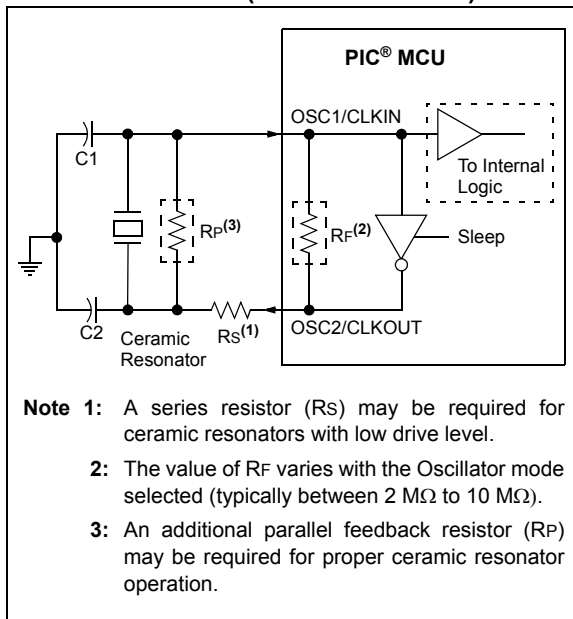 PIC® MCU
OSC1/CLKIN
C1
To Internal
Logic
RP(3)
RF(2)
Sleep
C2
Ceramic
Resonator
RS(1)
OSC2/CLKOUT
Note 1: A series resistor (RS) may be required for
ceramic resonators with low drive level.
2: The value of RF varies with the Oscillator mode
selected (typically between 2 MΩ to 10 MΩ).
3: An additional parallel feedback resistor (RP)
may be required for proper ceramic resonator
operation.